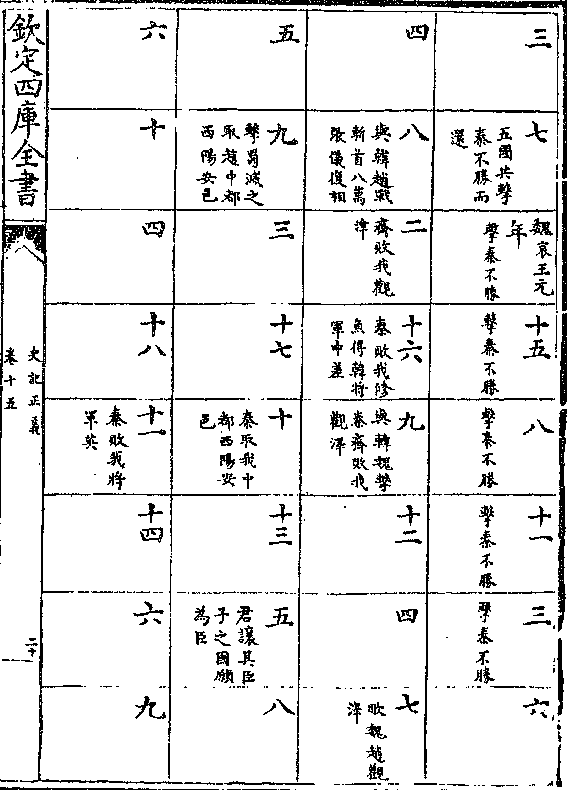 三
七
五國共擊
秦不勝而
還
魏哀王元
年
擊秦不勝
十五
擊秦不勝
八
擊秦不勝
十一
擊秦不勝
三
擊秦不勝
六
四
八
與韓趙戰
斬首八萬
張儀復相
二
齊敗我觀
澤
十六
秦敗我脩
魚得韓將
軍申差
九
與韓魏擊
秦齊敗我
觀澤
十二
四
七
敗魏趙觀
澤
五
九
擊蜀滅之
取趙中都
西陽安邑
三
十七
十
秦取我中
都西陽安
邑
十三
五
君讓其臣
子之國顧
為臣
八
六
十
四
十八
十一
秦敗我將
軍英
十四
六
九
欽定四庫全書
史記正義
卷十五
二十